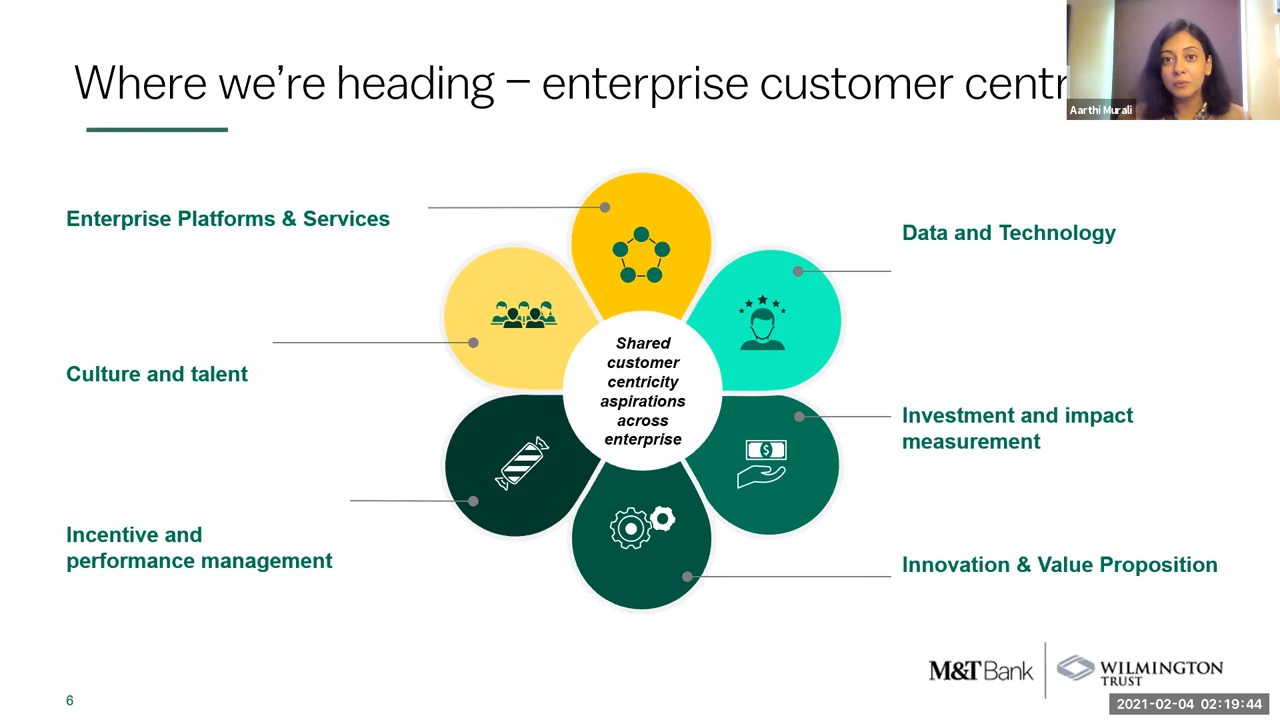 Where we're heading – enterprise customer centr
Aarthi Murali
Enterprise Platforms & Services
Data and Technology
Culture and talent
Shared
customer
centricity
aspirations
across
enterprise
Investment and impact
measurement
Incentive and
performance management
Innovation & Value Proposition
M&T Bank
WILMINGTON
TRUST
6
2021-02-04 02:19:44